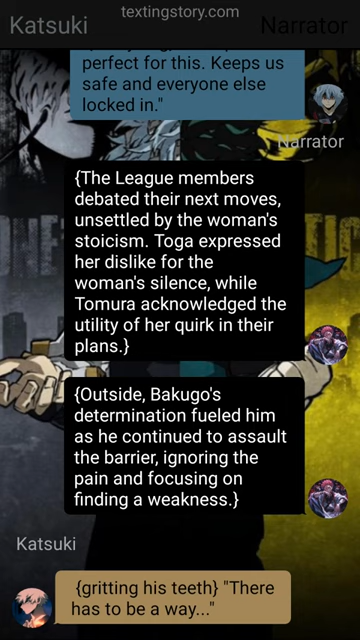 textingstory.com
Katsuki
Narrator
perfect for this. Keeps us
safe and everyone else
locked in."
Narrator
{The League members
debated their next moves,
unsettled by the woman's
stoicism. Toga expressed
her dislike for the
woman's silence, while
Tomura acknowledged the
utility of her quirk in their
plans.}
{Outside, Bakugo's
determination fueled him
as he continued to assault
the barrier, ignoring the
pain and focusing on
finding a weakness.}
Katsuki
{gritting his teeth} "There
has to be a way..."